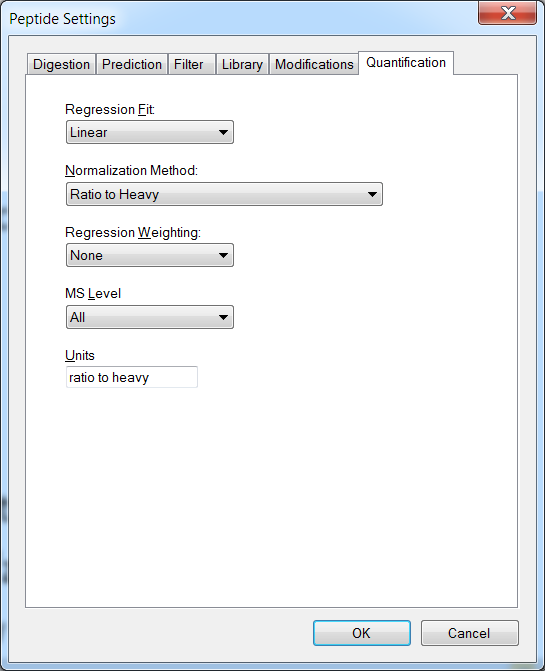 Peptide Settings
Digestion Prediction Filter Library Modifications Quantification
Regression Fit:
Linear
Normalization Method:
Ratio to Heavy
Regression Weighting:
None
MS Level
All
Units
ratio to heavy
OK Cancel